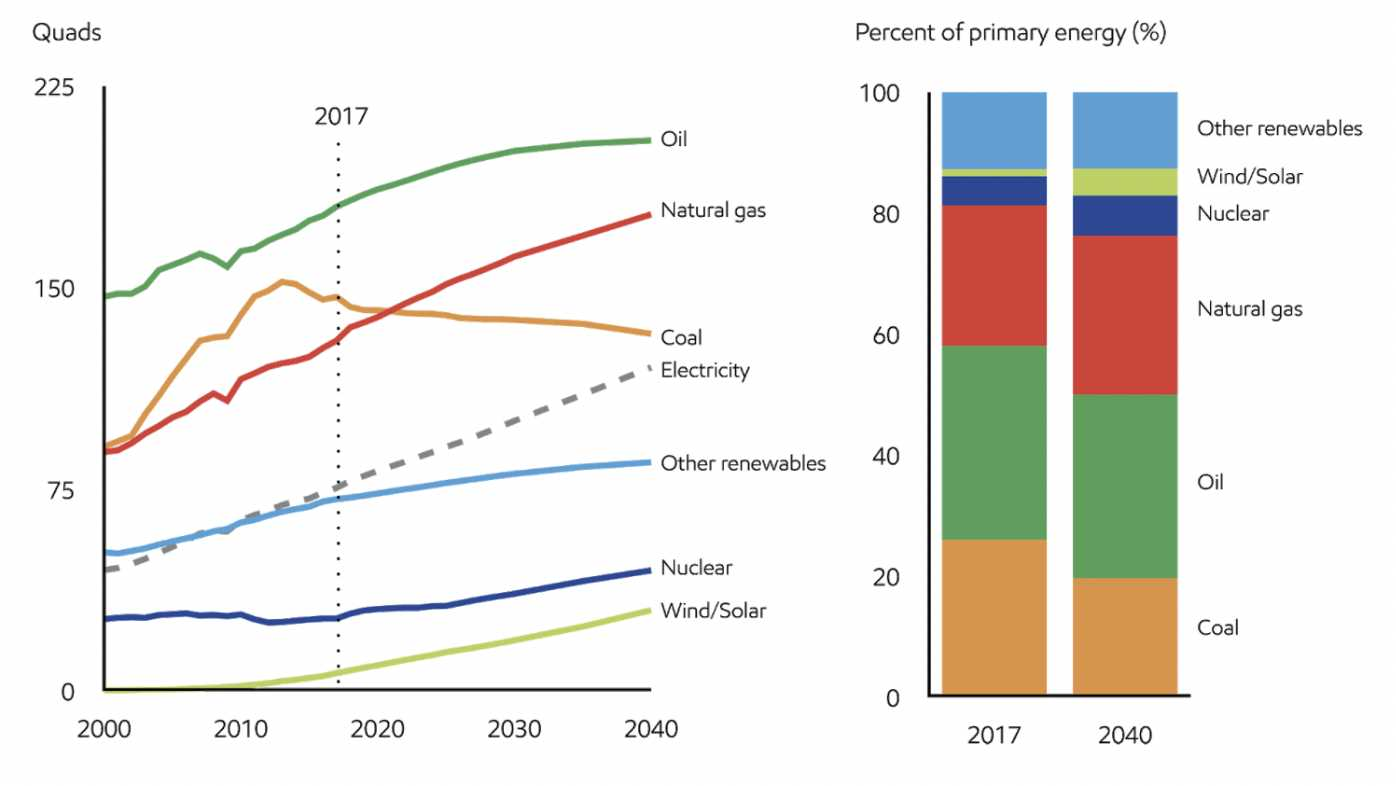 Quads
225
150
75
0
2017
Oil
Natural gas
Coal
Electricity
Other renewables
Nuclear
Wind/Solar
2000 2010 2020 2030 2040
Percent of primary energy (%)
100
80
60
40
20
0
Other renewables
Wind/Solar
Nuclear
Natural gas
Oil
Coal
2017 2040